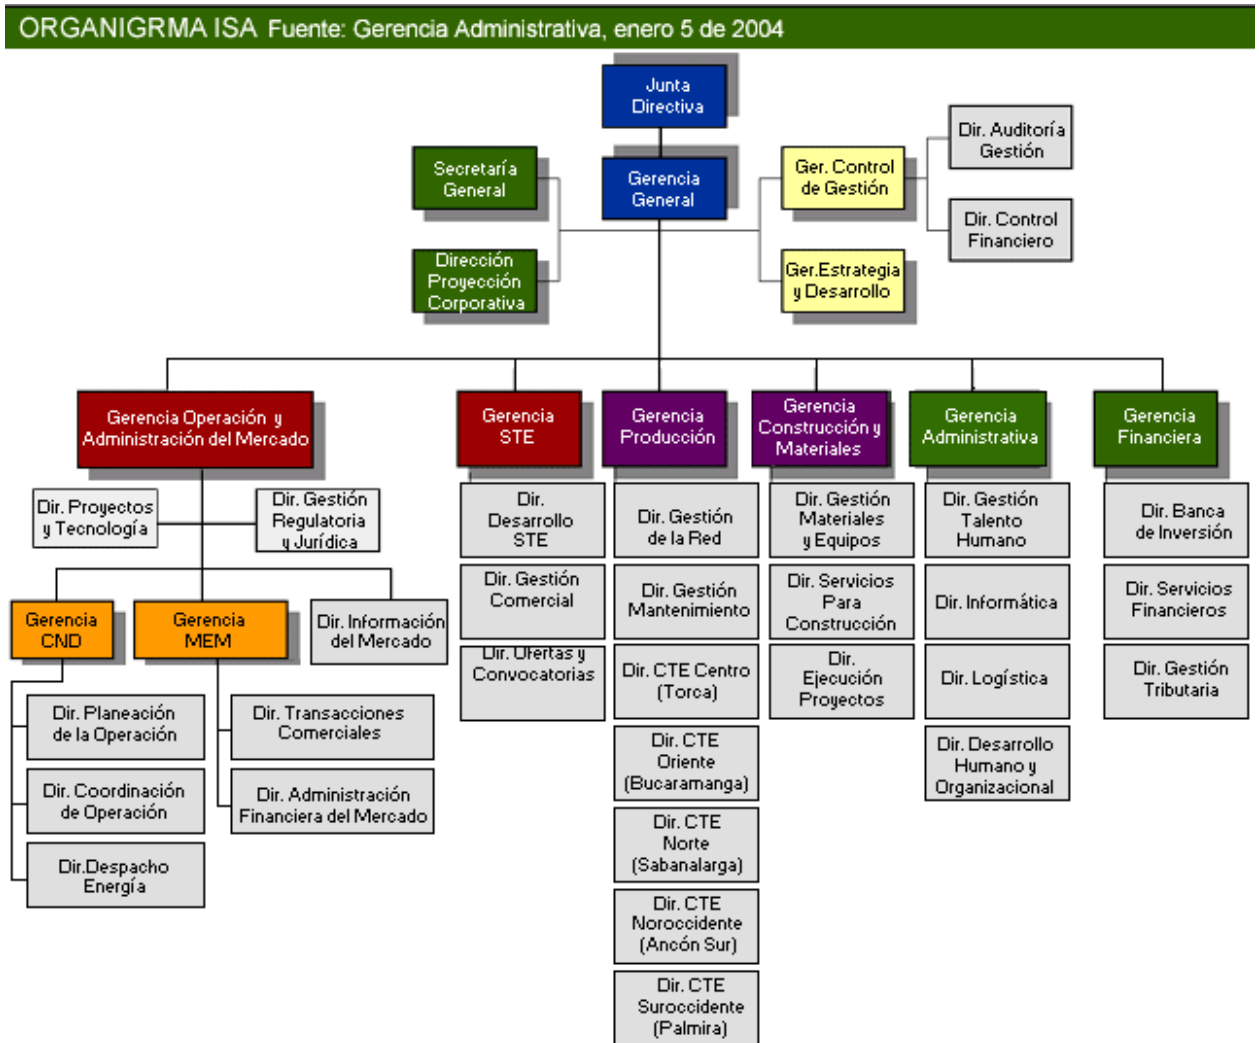 ORGANIGRMA ISA Fuente: Gerencia Administrativa, enero 5 de 2004
Junta
Directiva
Gerencia
General
Secretaría
General
Dirección
Proyección
Corporativa
Ger. Control
de Gestión
Ger.Estrategia
y Desarrollo
Dir. Auditoría
Gestión
Dir. Control
Financiero
Gerencia Operación y
Administración del Mercado
Dir. Proyectos
y Tecnología
Dir. Gestión
Regulatoria
y Jurídica
Gerencia
CND
Gerencia
MEM
Dir. Información
del Mercado
Dir. Planeación
de la Operación
Dir. Coordinación
de Operación
Dir.Despacho
Energía
Dir. Transacciones
Comerciales
Dir. Administración
Financiera del Mercado
Gerencia
STE
Dir.
Desarrollo
STE
Dir. Gestión
Comercial
Dir. Ofertas y
Convocatorias
Gerencia
Producción
Dir. Gestión
de la Red
Dir. Gestión
Mantenimiento
Dir. CTE Centro
(Torca)
Dir. CTE
Oriente
(Bucaramanga)
Dir. CTE
Norte
(Sabanalarga)
Dir. CTE
Noroccidente
(Ancón Sur)
Dir. CTE
Suroccidente
(Palmira)
Gerencia
Construcción y
Materiales
Dir. Gestión
Materiales
y Equipos
Dir. Servicios
Para
Construcción
Dir.
Ejecución
Proyectos
Gerencia
Administrativa
Dir. Gestión
Talento
Humano
Dir. Informática
Dir. Logística
Dir. Desarrollo
Humano y
Organizacional
Gerencia
Financiera
Dir. Banca
de Inversión
Dir. Servicios
Financieros
Dir. Gestión
Tributaria